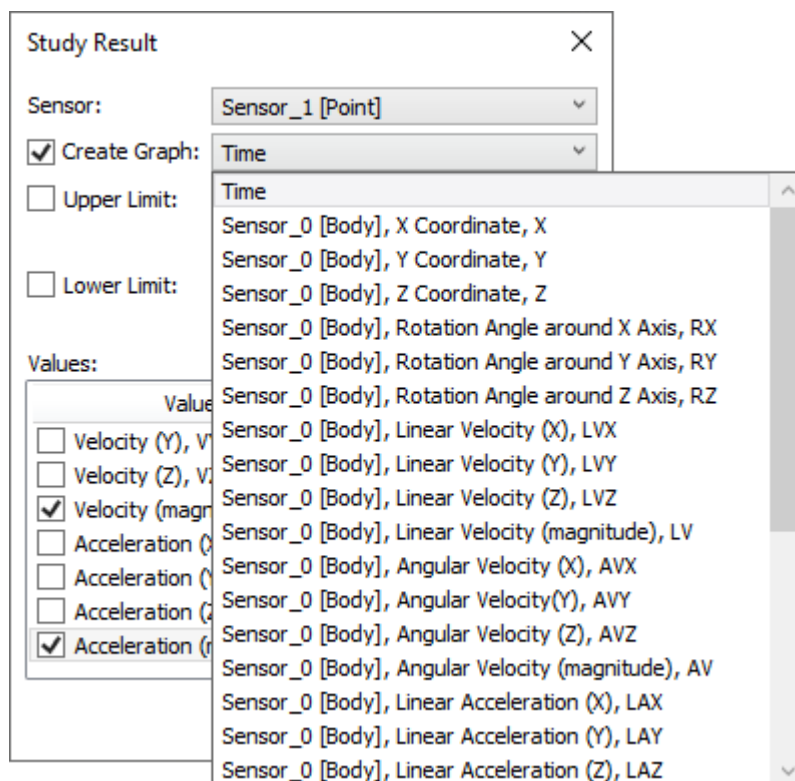 Study Result
Sensor:
Sensor_1 [Point]
Create Graph:
Time
Upper Limit:
Lower Limit:
Values:
Value
Velocity (Y), V
Velocity (Z), V
Velocity (magn
Acceleration (X
Acceleration (Y
Acceleration (Z
Acceleration (
Time
Sensor_0 [Body], X Coordinate, X
Sensor_0 [Body], Y Coordinate, Y
Sensor_0 [Body], Z Coordinate, Z
Sensor_0 [Body], Rotation Angle around X Axis, RX
Sensor_0 [Body], Rotation Angle around Y Axis, RY
Sensor_0 [Body], Rotation Angle around Z Axis, RZ
Sensor_0 [Body], Linear Velocity (X), LVX
Sensor_0 [Body], Linear Velocity (Y), LVY
Sensor_0 [Body], Linear Velocity (Z), LVZ
Sensor_0 [Body], Linear Velocity (magnitude), LV
Sensor_0 [Body], Angular Velocity (X), AVX
Sensor_0 [Body], Angular Velocity(Y), AVY
Sensor_0 [Body], Angular Velocity (Z), AVZ
Sensor_0 [Body], Angular Velocity (magnitude), AV
Sensor_0 [Body], Linear Acceleration (X), LAX
Sensor_0 [Body], Linear Acceleration (Y), LAY
Sensor_0 [Body], Linear Acceleration (Z), LAZ